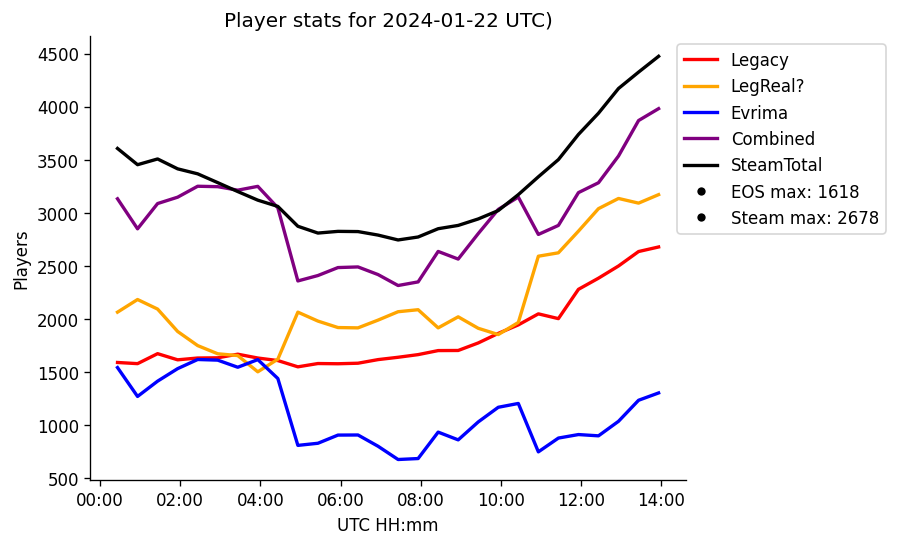 Player stats for 2024-01-22 UTC)
4500
4000
3500
3000
2500
2000
1500
1000
500
Players
00:00 02:00 04:00 06:00 08:00 10:00 12:00 14:00
UTC HH:mm
Legacy
LegReal?
Evrima
Combined
SteamTotal
EOS max: 1618
Steam max: 2678